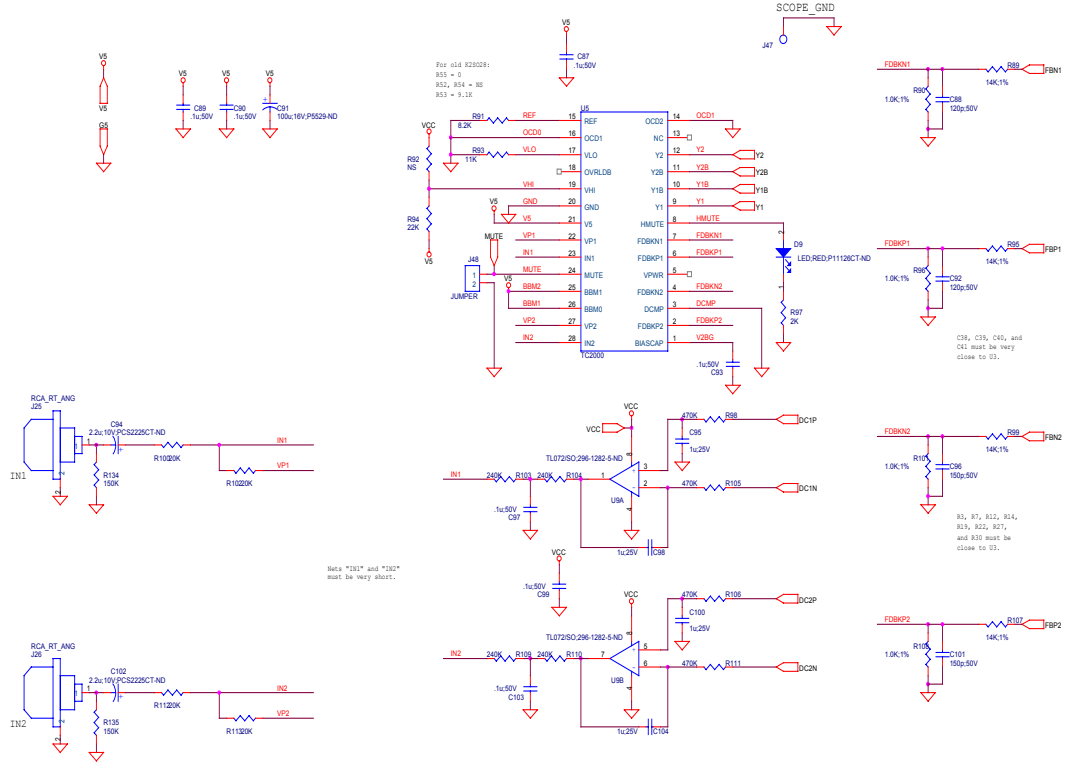 SCOPE_GND
J47
V5
V5
G5
V5
C89
.1u;50V
V5
C90
.1u;50V
V5
C91
100u;16V;P5529-ND
V5
C87
.1u;50V
For old K2S028:
R55 = 0
R52, R54 = NS
R53 = 9.1K
VCC
R92
NS
R94
22K
V5
R91
8.2K
R93
11K
U5
REF 15 REF
OCD0 16 OCD1
VLO 17 VLO
18 OVRLDB
VHI 19 VHI
GND 20 GND
V5 V5 21 V5
VP1 22 VP1
IN1 23 IN1
MUTE 24 MUTE
V5 BBM2 25 BBM1
BBM1 26 BBM0
VP2 27 VP2
IN2 28 IN2
OCD2 14 OCD1
NC 13
Y2 12 Y2 Y2
Y2B 11 Y2B Y2B
Y1B 10 Y1B Y1B
Y1 9 Y1 Y1
HMUTE 8 HMUTE
FDBKN1 7 FDBKN1
FDBKP1 6 FDBKP1
VPWR 5
FDBKN2 4 FDBKN2
DCMP 3 DCMP
FDBKP2 2 FDBKP2
BIASCAP 1 V2BG
TC2000
MUTE
J48
1
2
JUMPER
2
D9
LED;RED;P11126CT-ND
1
R97
2K
.1u;50V
C93
FDBKN1
R89
14K;1%
FBN1
R90
1.0K;1%
C88
120p;50V
FDBKP1
R95
14K;1%
FBP1
R96
1.0K;1%
C92
120p;50V
C38, C39, C40, and
C41 must be very
close to U3.
FDBKN2
R99
14K;1%
FBN2
1.0K;1%
C96
150p;50V
R3, R7, R12, R14,
R19, R22, R27,
and R30 must be
close to U3.
FDBKP2
R107
14K;1%
FBP2
1.0K;1%
C101
150p;50V
RCA_RT_ANG
J25
IN1
1
2
C94
2.2u;10V;PCS2225CT-ND
R134
150K
R100 20K
IN1
R102 20K
VP1
RCA_RT_ANG
J26
IN2
1
2
C102
2.2u;10V;PCS2225CT-ND
R135
150K
R112 20K
IN2
R113 20K
VP2
Nets "IN1" and "IN2"
must be very short.
VCC
VCC
TL072/SO;296-1282-5-ND
IN1
240K R103
240K R104
.1u;50V
C97
1 3 2 8 4
U9A
470K R98
DC1P
C95
1u;25V
470K R105
DC1N
1u;25V C98
VCC
.1u;50V
C99
VCC
TL072/SO;296-1282-5-ND
IN2
240K R109
240K R110
.1u;50V
C103
7 5 6 8 4
U9B
470K R106
DC2P
C100
1u;25V
470K R111
DC2N
1u;25V C104